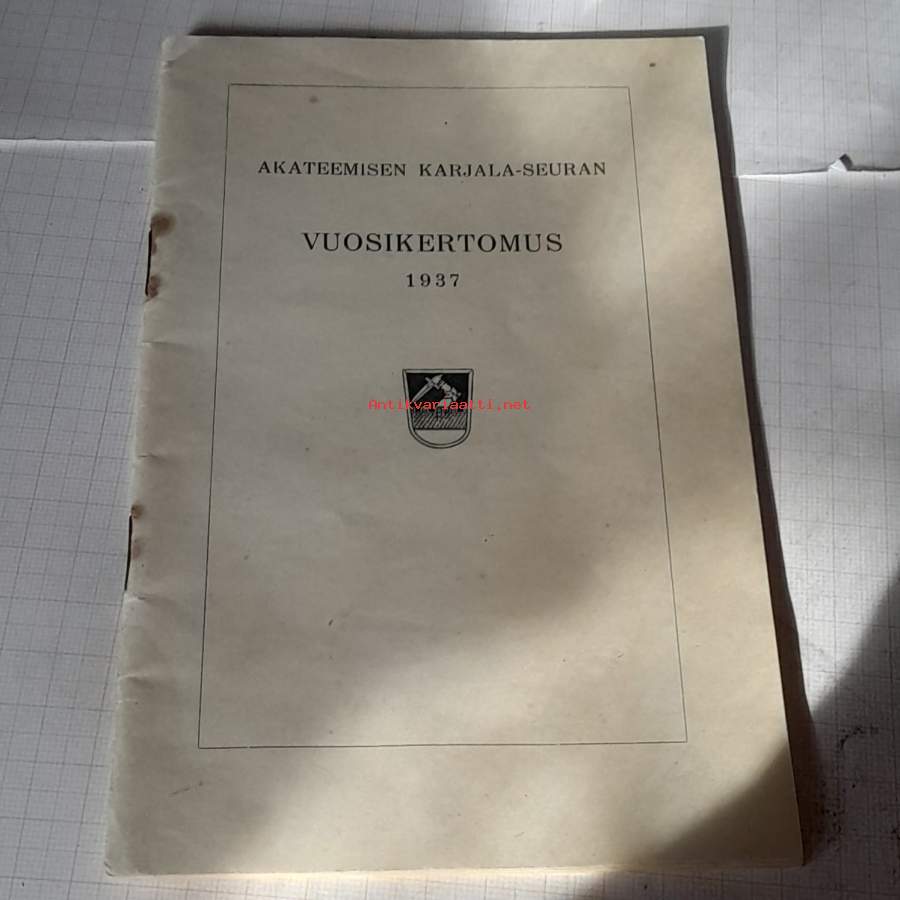 AKATEEMISEN KARJALA-SEURAN
VUOSIKERTOMUS
1937
Antikvariaatti.net